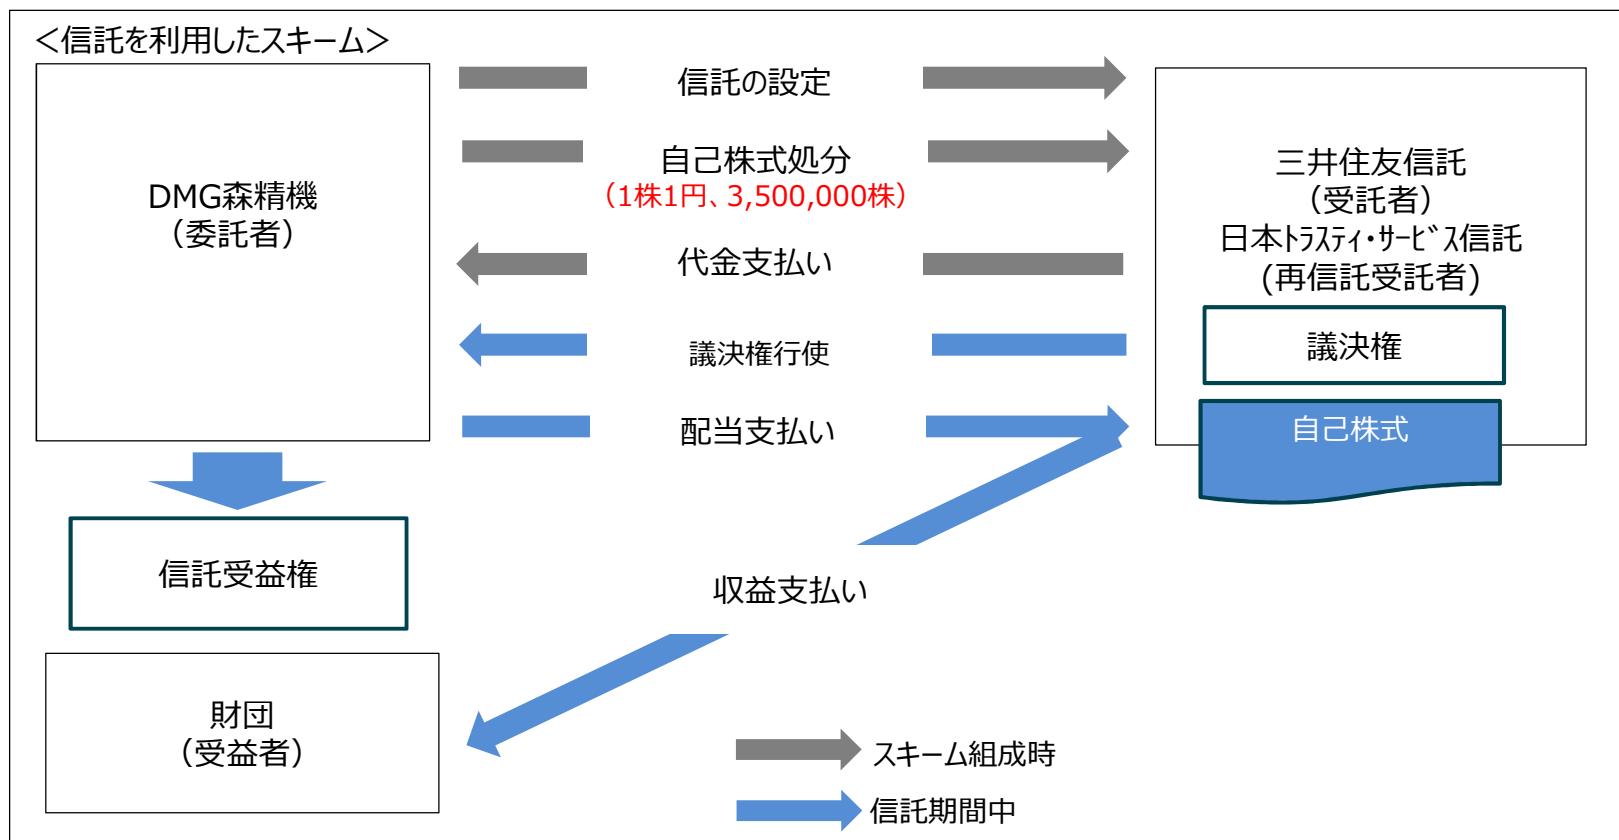 ＜信託を利用したスキーム＞
DMG森精機
（委託者）
信託の設定
自己株式処分
（1株1円、3,500,000株）
代金支払い
議決権行使
配当支払い
三井住友信託
（受託者）
日本ﾄﾗｽﾃｨ･ｻｰﾋﾞｽ信託
(再信託受託者)
議決権
自己株式
信託受益権
収益支払い
財団
（受益者）
スキーム組成時
信託期間中